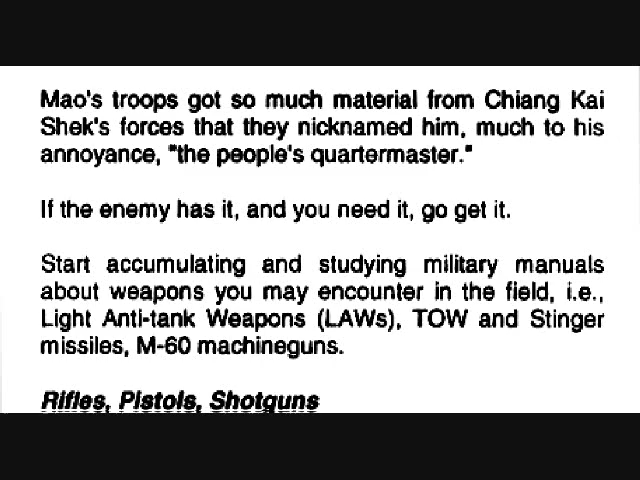 Mao's troops got so much material from Chiang Kai
Shek's forces that they nicknamed him, much to his
annoyance, "the people's quartermaster."
If the enemy has it, and you need it, go get it.
Start accumulating and studying military manuals
about weapons you may encounter in the field, i.e.,
Light Anti-tank Weapons (LAWs), TOW and Stinger
missiles, M-60 machineguns.
Rifles, Pistols, Shotguns